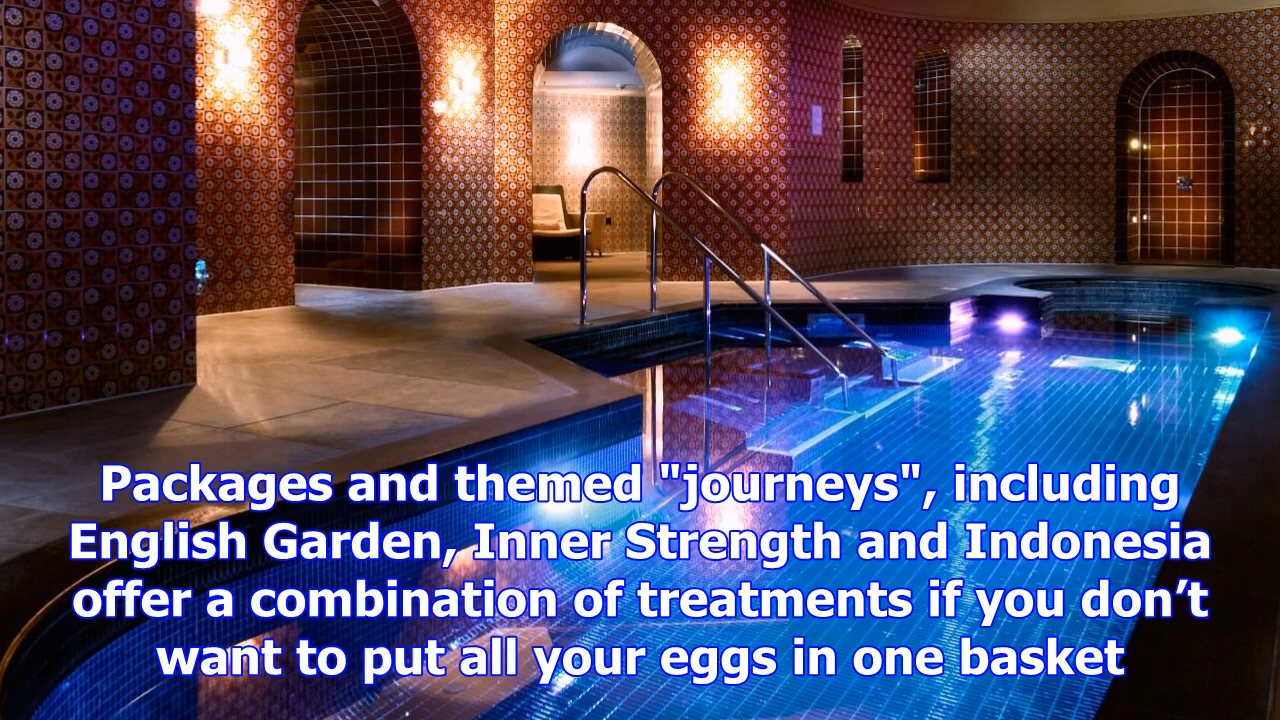 Packages and themed "journeys", including
English Garden, Inner Strength and Indonesia
offer a combination of treatments if you don’t
want to put all your eggs in one basket